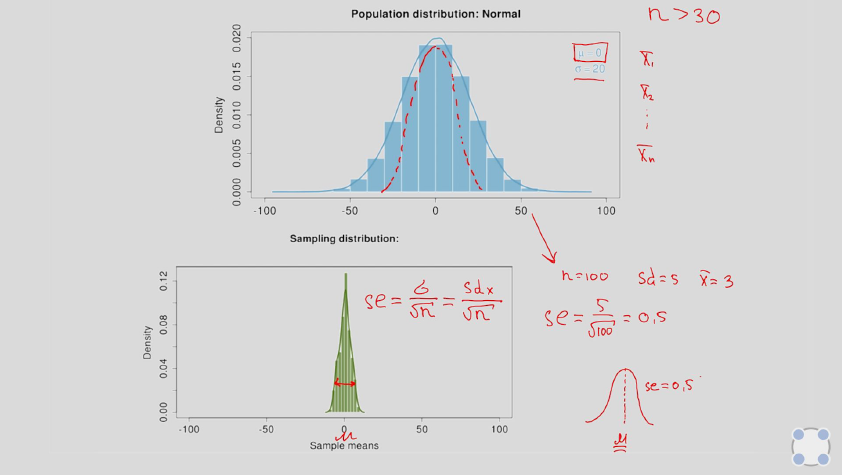 Population distribution: Normal
n > 30
0.020
0.015
0.010
0.005
0.000
Density
μ = 0
σ = 20
x̄₁
x̄₂
⋮
x̄ₙ
-100 -50 0 50 100
Sampling distribution:
n=100 sd=5 x̄=3
se = σ/√n = sdx/√n
se = 5/√100 = 0,5
0.12
0.08
0.04
0.00
Density
-100 -50 0 50 100
μ
Sample means
se=0,5
μ